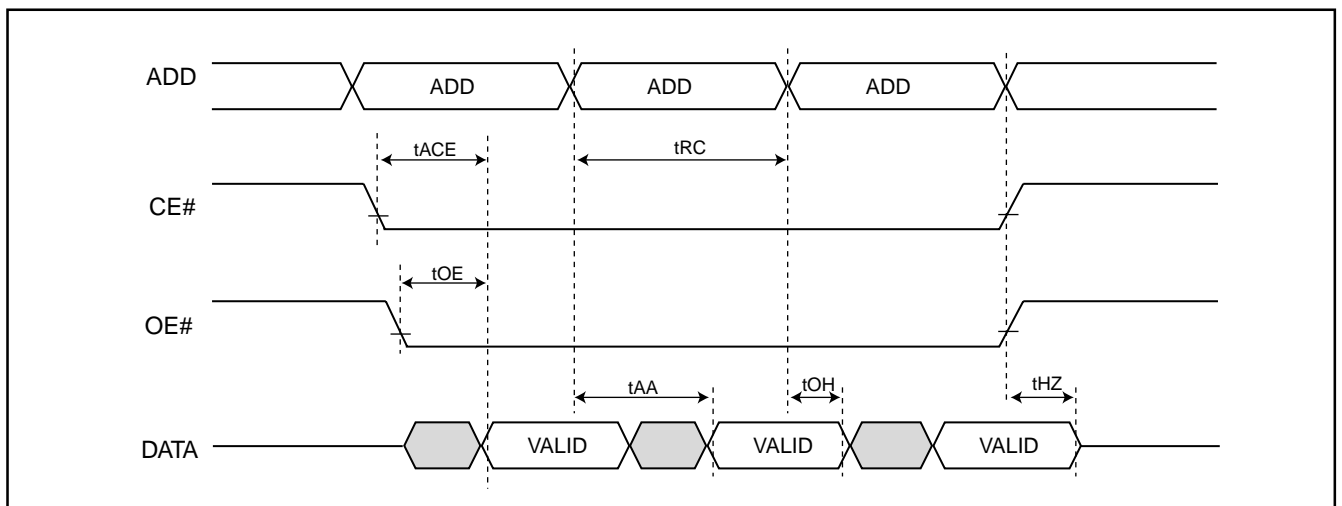 ADD
ADD
ADD
ADD
tACE
tRC
CE#
tOE
OE#
tAA
tOH
tHZ
DATA
VALID
VALID
VALID